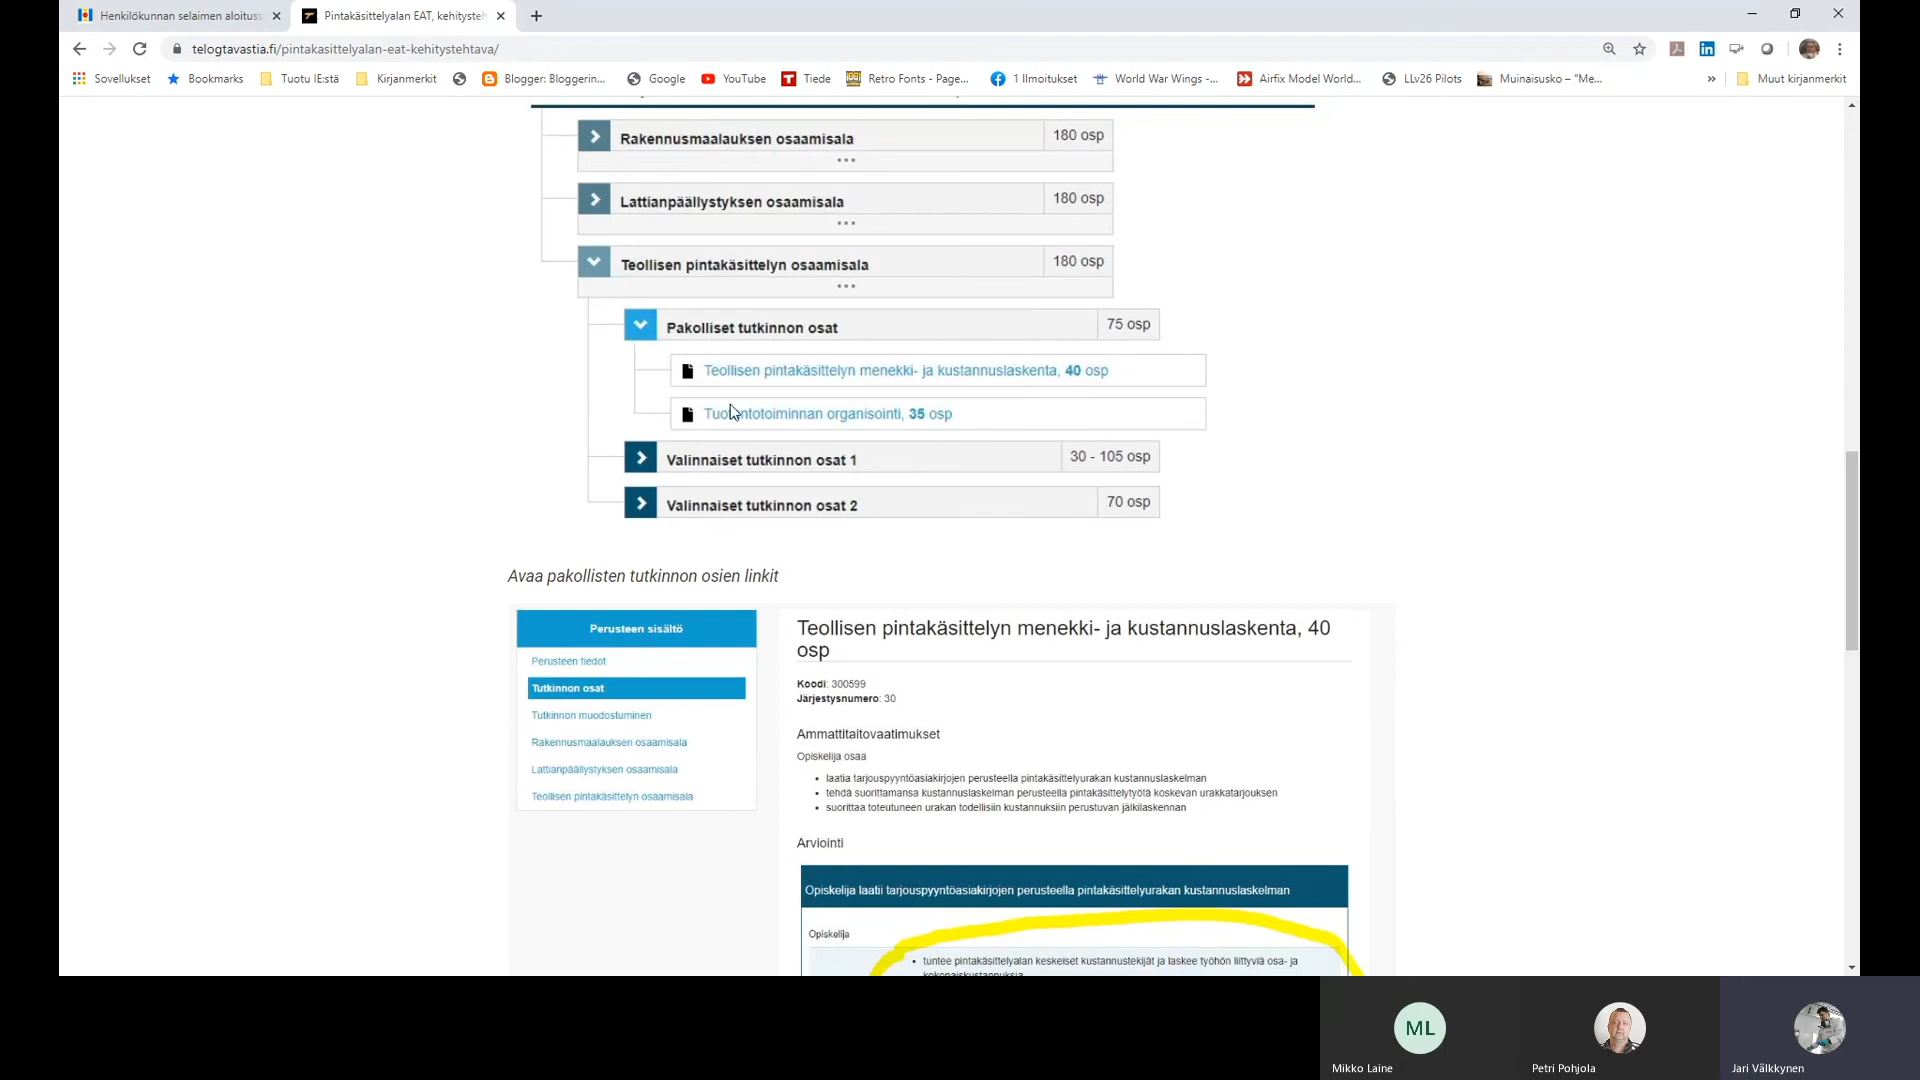 Henkilökunnan selaimen aloituss
Pintakäsittelyalan EAT, kehitysteh
telogtavastia.fi/pintakasittelyalan-eat-kehitystehtava/
Sovellukset
Bookmarks
Tuotu IE:stä
Kirjanmerkit
Blogger: Bloggerin...
Google
YouTube
Tiede
Retro Fonts - Page...
1 Ilmoitukset
World War Wings -...
Airfix Model World...
LLv26 Pilots
Muinaisusko – "Me...
»
Muut kirjanmerkit
Rakennusmaalauksen osaamisala 180 osp
Lattianpäällystyksen osaamisala 180 osp
Teollisen pintakäsittelyn osaamisala 180 osp
Pakolliset tutkinnon osat 75 osp
Teollisen pintakäsittelyn menekki- ja kustannuslaskenta, 40 osp
organisointi, 35 osp
Valinnaiset tutkinnon osat 1 30 - 105 osp
Valinnaiset tutkinnon osat 2 70 osp
Avaa pakollisten tutkinnon osien linkit
Perusteen sisältö
Perusteen tiedot
Tutkinnon osat
Tutkinnon muodostuminen
Rakennusmaalauksen osaamisala
Lattianpäällystyksen osaamisala
Teollisen pintakäsittelyn osaamisala
Teollisen pintakäsittelyn menekki- ja kustannuslaskenta, 40
osp
Koodi: 300599
Järjestysnumero: 30
Ammattitaitovaatimukset
Opiskelija osaa
• laatia tarjouspyyntöasiakirjojen perusteella pintakäsittelyurakan kustannuslaskelman
• tehdä suorittamansa kustannuslaskelman perusteella pintakäsittelytyötä koskevan urakkatarjouksen
• suorittaa toteutuneen urakan todellisiin kustannuksiin perustuvan jälkilaskennan
Arviointi
Opiskelija laatii tarjouspyyntöasiakirjojen perusteella pintakäsittelyurakan kustannuslaskelman
Opiskelija
• tuntee pintakäsittelyalan keskeiset kustannustekijät ja laskee työhön liittyviä osa- ja
ML
Mikko Laine
Petri Pohjola
Jari Välkkynen